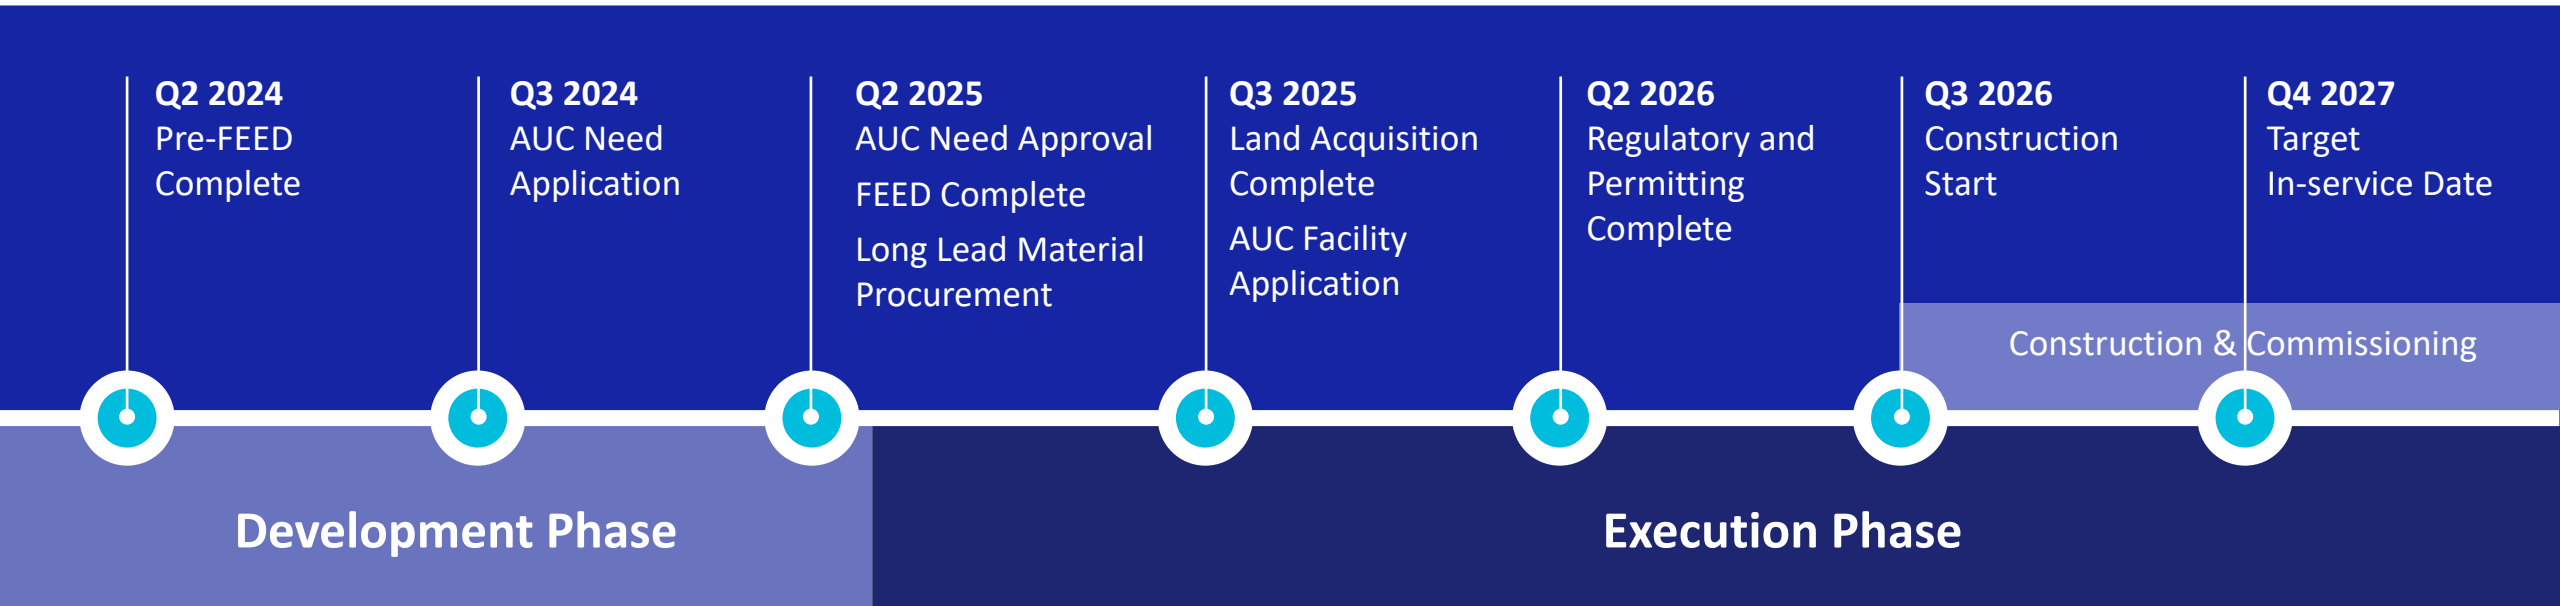 Q2 2024
Pre-FEED
Complete
Q3 2024
AUC Need
Application
Q2 2025
AUC Need Approval
FEED Complete
Long Lead Material
Procurement
Q3 2025
Land Acquisition
Complete
AUC Facility
Application
Q2 2026
Regulatory and
Permitting
Complete
Q3 2026
Construction
Start
Q4 2027
Target
In-service Date
Construction & Commissioning
Development Phase
Execution Phase